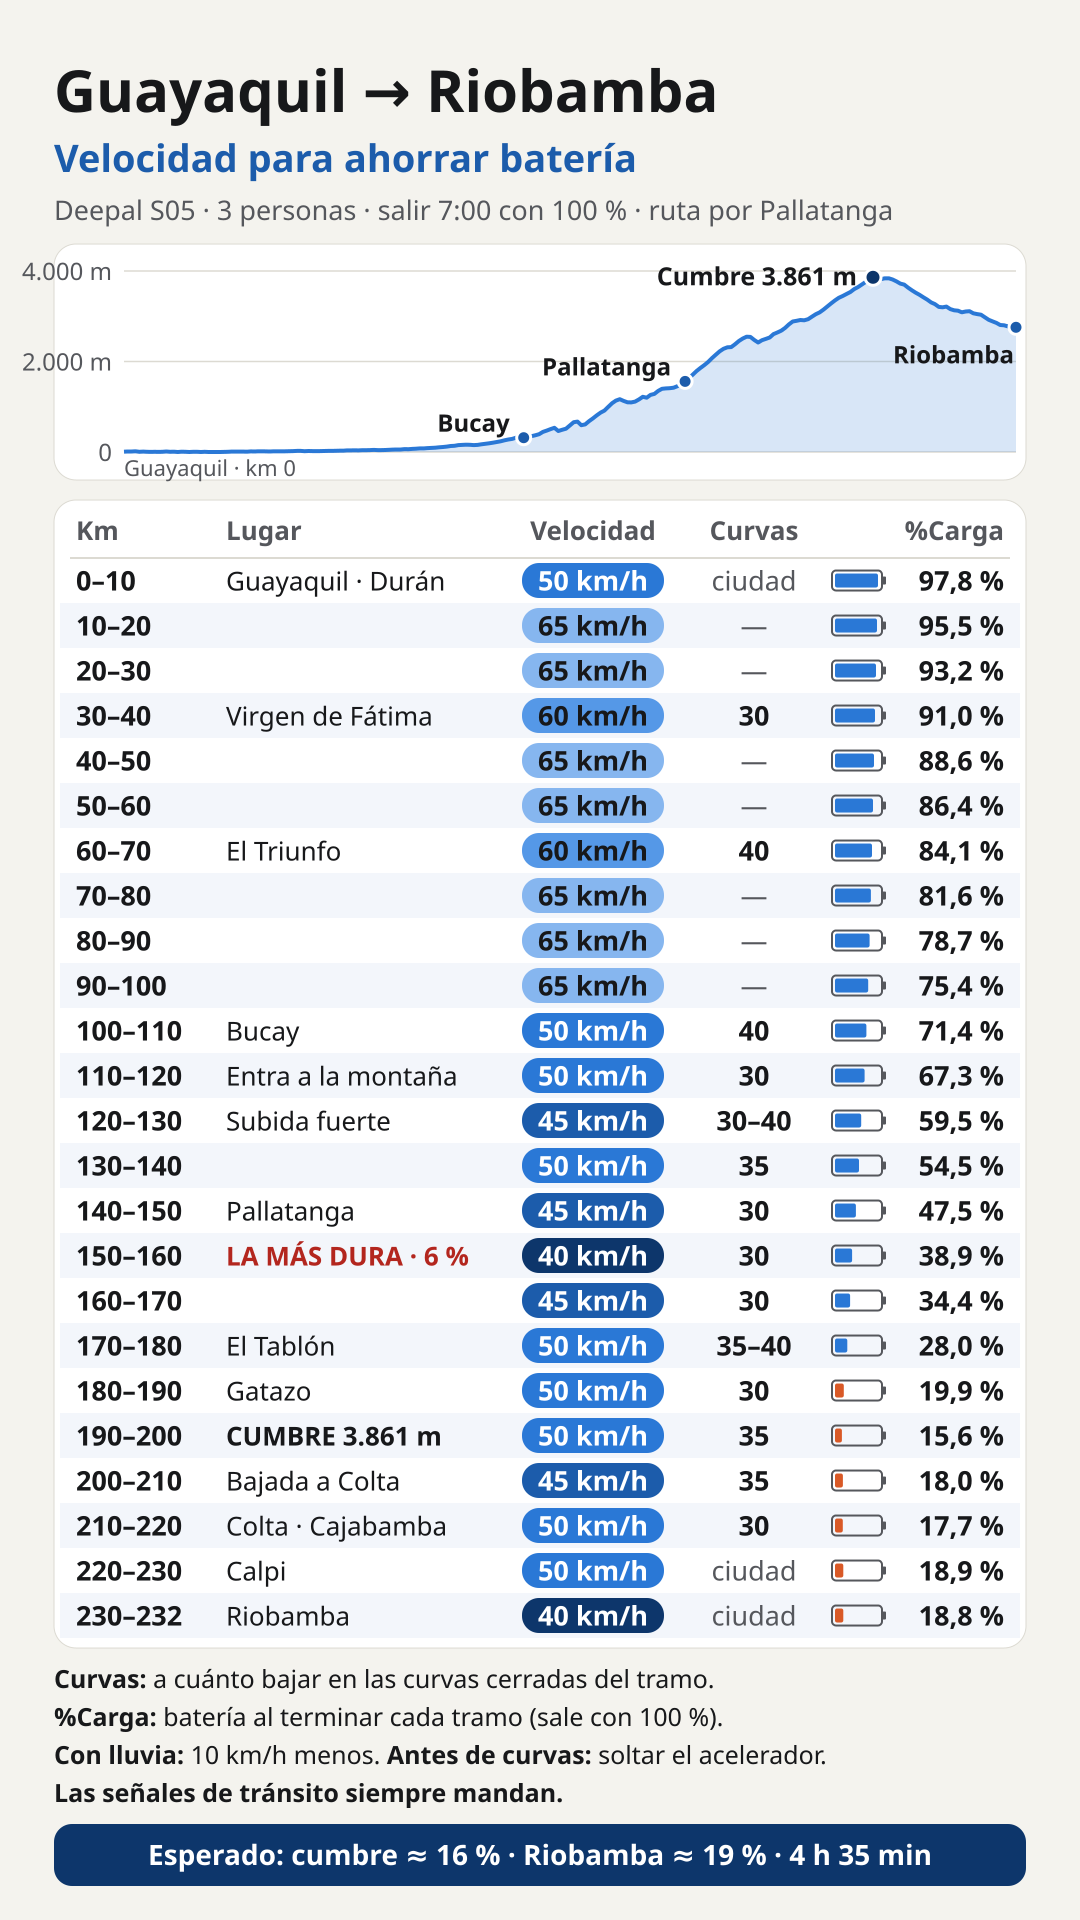 Guayaquil → Riobamba
Velocidad para ahorrar batería
Deepal S05 · 3 personas · salir 7:00 con 100 % · ruta por Pallatanga
4.000 m
Cumbre 3.861 m
2.000 m
Riobamba
Pallatanga
Bucay
0
Guayaquil · km 0
Km Lugar Velocidad Curvas %Carga
0–10 Guayaquil · Durán 50 km/h ciudad 97,8 %
10–20 65 km/h — 95,5 %
20–30 65 km/h — 93,2 %
30–40 Virgen de Fátima 60 km/h 30 91,0 %
40–50 65 km/h — 88,6 %
50–60 65 km/h — 86,4 %
60–70 El Triunfo 60 km/h 40 84,1 %
70–80 65 km/h — 81,6 %
80–90 65 km/h — 78,7 %
90–100 65 km/h — 75,4 %
100–110 Bucay 50 km/h 40 71,4 %
110–120 Entra a la montaña 50 km/h 30 67,3 %
120–130 Subida fuerte 45 km/h 30–40 59,5 %
130–140 50 km/h 35 54,5 %
140–150 Pallatanga 45 km/h 30 47,5 %
150–160 LA MÁS DURA · 6 % 40 km/h 30 38,9 %
160–170 45 km/h 30 34,4 %
170–180 El Tablón 50 km/h 35–40 28,0 %
180–190 Gatazo 50 km/h 30 19,9 %
190–200 CUMBRE 3.861 m 50 km/h 35 15,6 %
200–210 Bajada a Colta 45 km/h 35 18,0 %
210–220 Colta · Cajabamba 50 km/h 30 17,7 %
220–230 Calpi 50 km/h ciudad 18,9 %
230–232 Riobamba 40 km/h ciudad 18,8 %
Curvas: a cuánto bajar en las curvas cerradas del tramo.
%Carga: batería al terminar cada tramo (sale con 100 %).
Con lluvia: 10 km/h menos. Antes de curvas: soltar el acelerador.
Las señales de tránsito siempre mandan.
Esperado: cumbre ≈ 16 % · Riobamba ≈ 19 % · 4 h 35 min